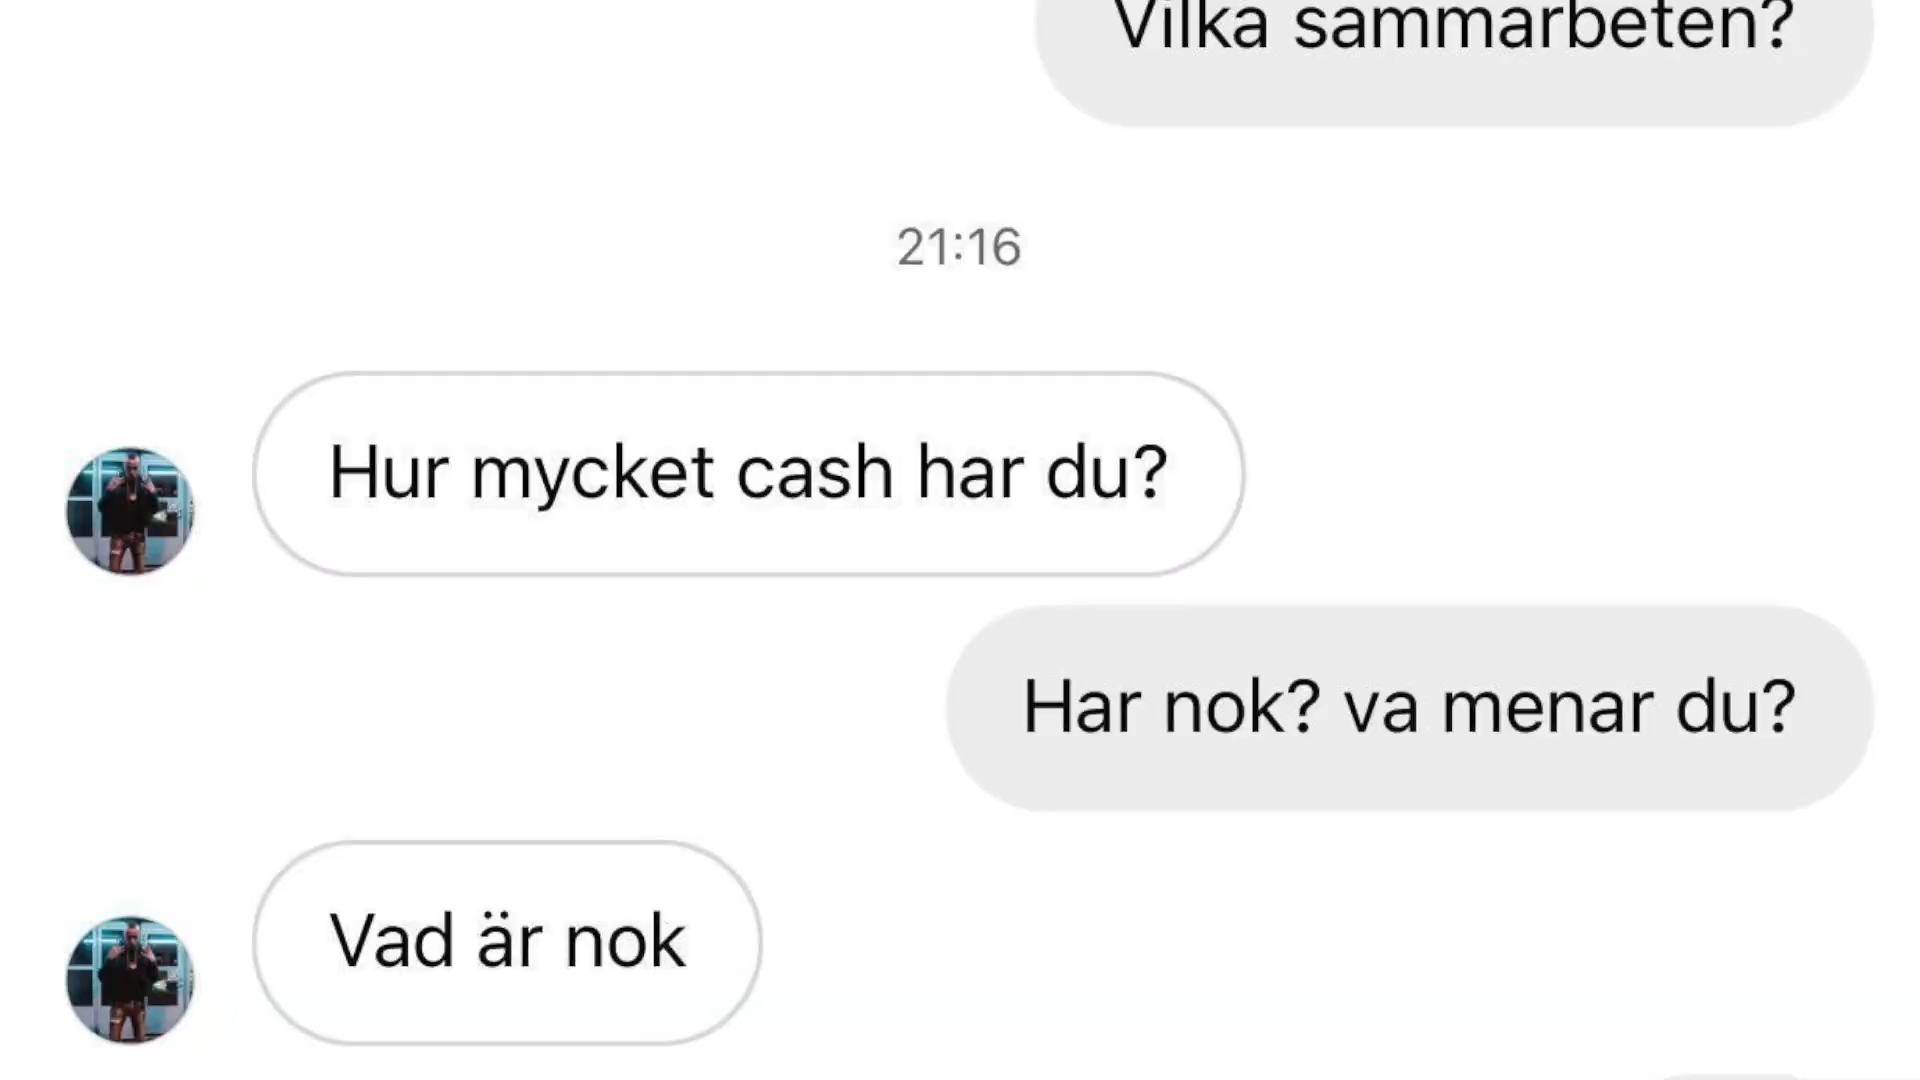 Vilka sammarbeten?
21:16
Hur mycket cash har du?
Har nok? va menar du?
Vad är nok